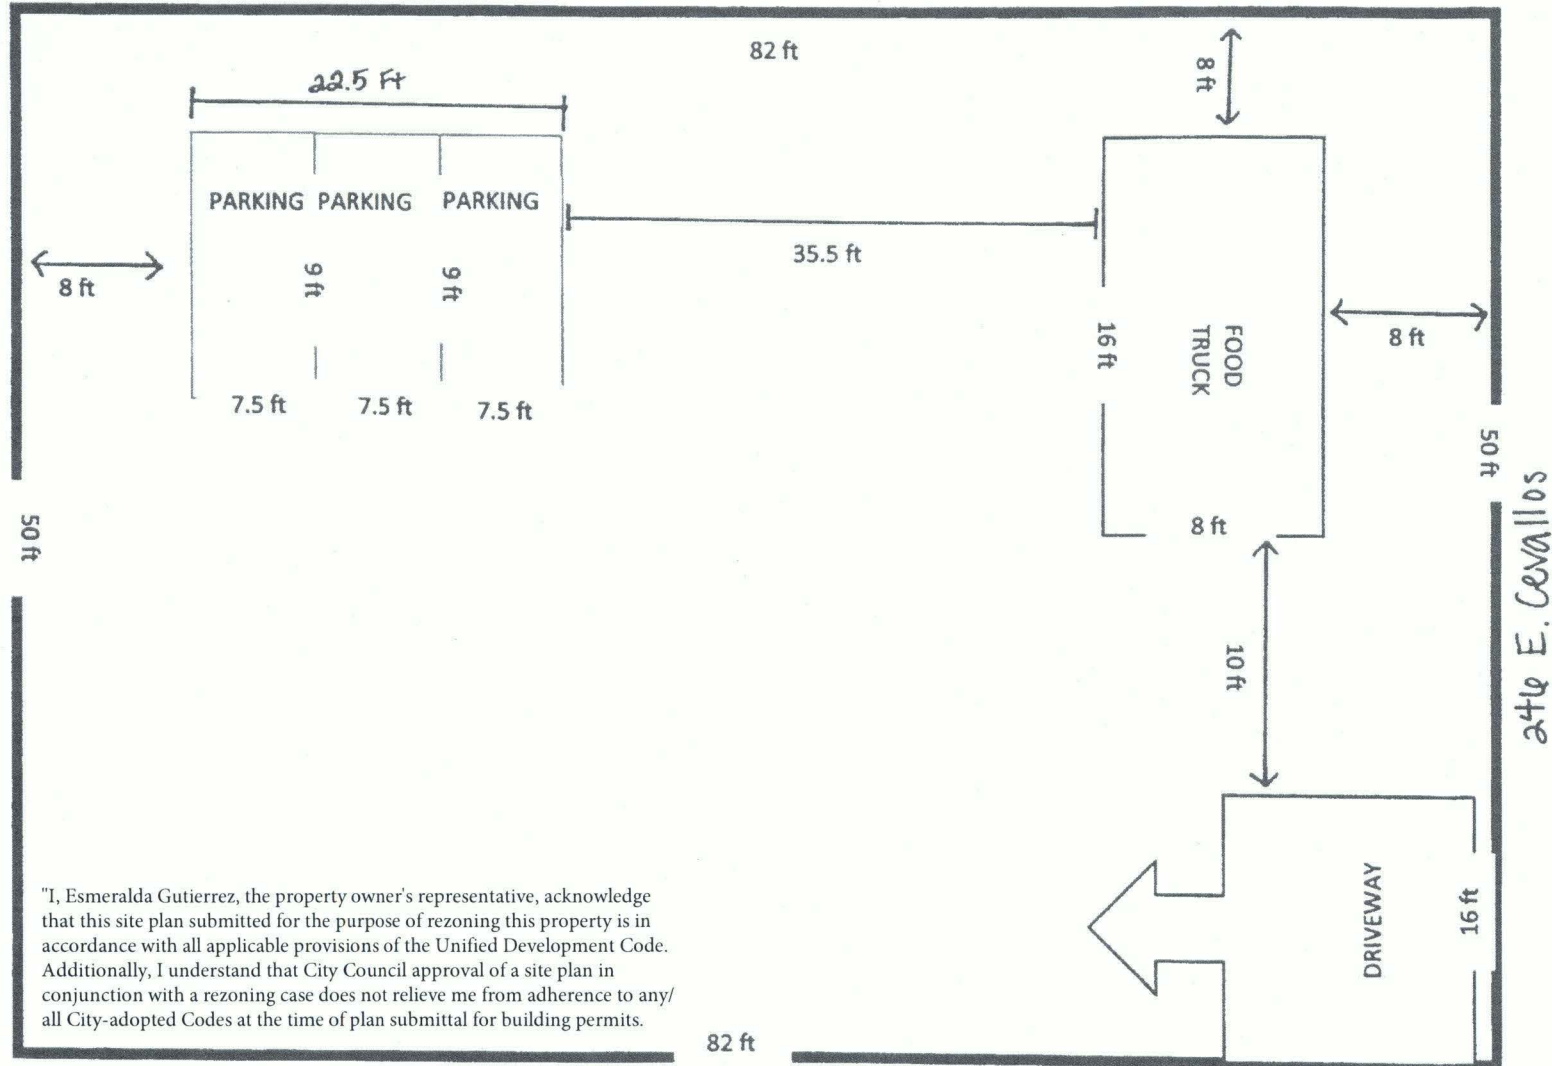 82 ft
22.5 Ft
8 ft
PARKING PARKING PARKING
35.5 ft
8 ft
9 ft
9 ft
16 ft
FOOD
TRUCK
8 ft
7.5 ft
7.5 ft
7.5 ft
50 ft
50 ft
8 ft
246 E. Cevallos
10 ft
DRIVEWAY
16 ft
"I, Esmeralda Gutierrez, the property owner's representative, acknowledge
that this site plan submitted for the purpose of rezoning this property is in
accordance with all applicable provisions of the Unified Development Code.
Additionally, I understand that City Council approval of a site plan in
conjunction with a rezoning case does not relieve me from adherence to any/
all City-adopted Codes at the time of plan submittal for building permits.
82 ft